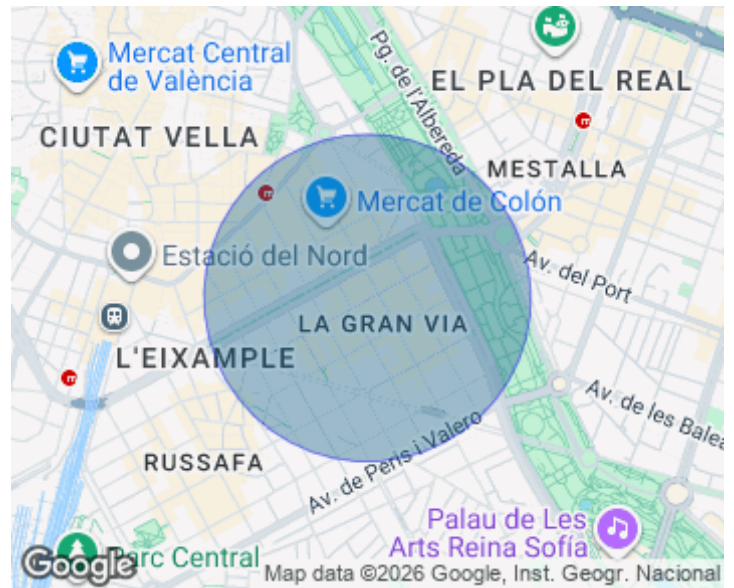 Mercat Central
de València
Pg. de l'Albereda
EL PLA DEL REAL
CIUTAT VELLA
MESTALLA
Mercat de Colón
Estació del Nord
Av. del Port
LA GRAN VIA
L'EIXAMPLE
Av. de les Balea
RUSSAFA
Av. de Peris i Valero
Palau de Les
Arts Reina Sofía
Parc Central
Google
Map data ©2026 Google, Inst. Geogr. Nacional